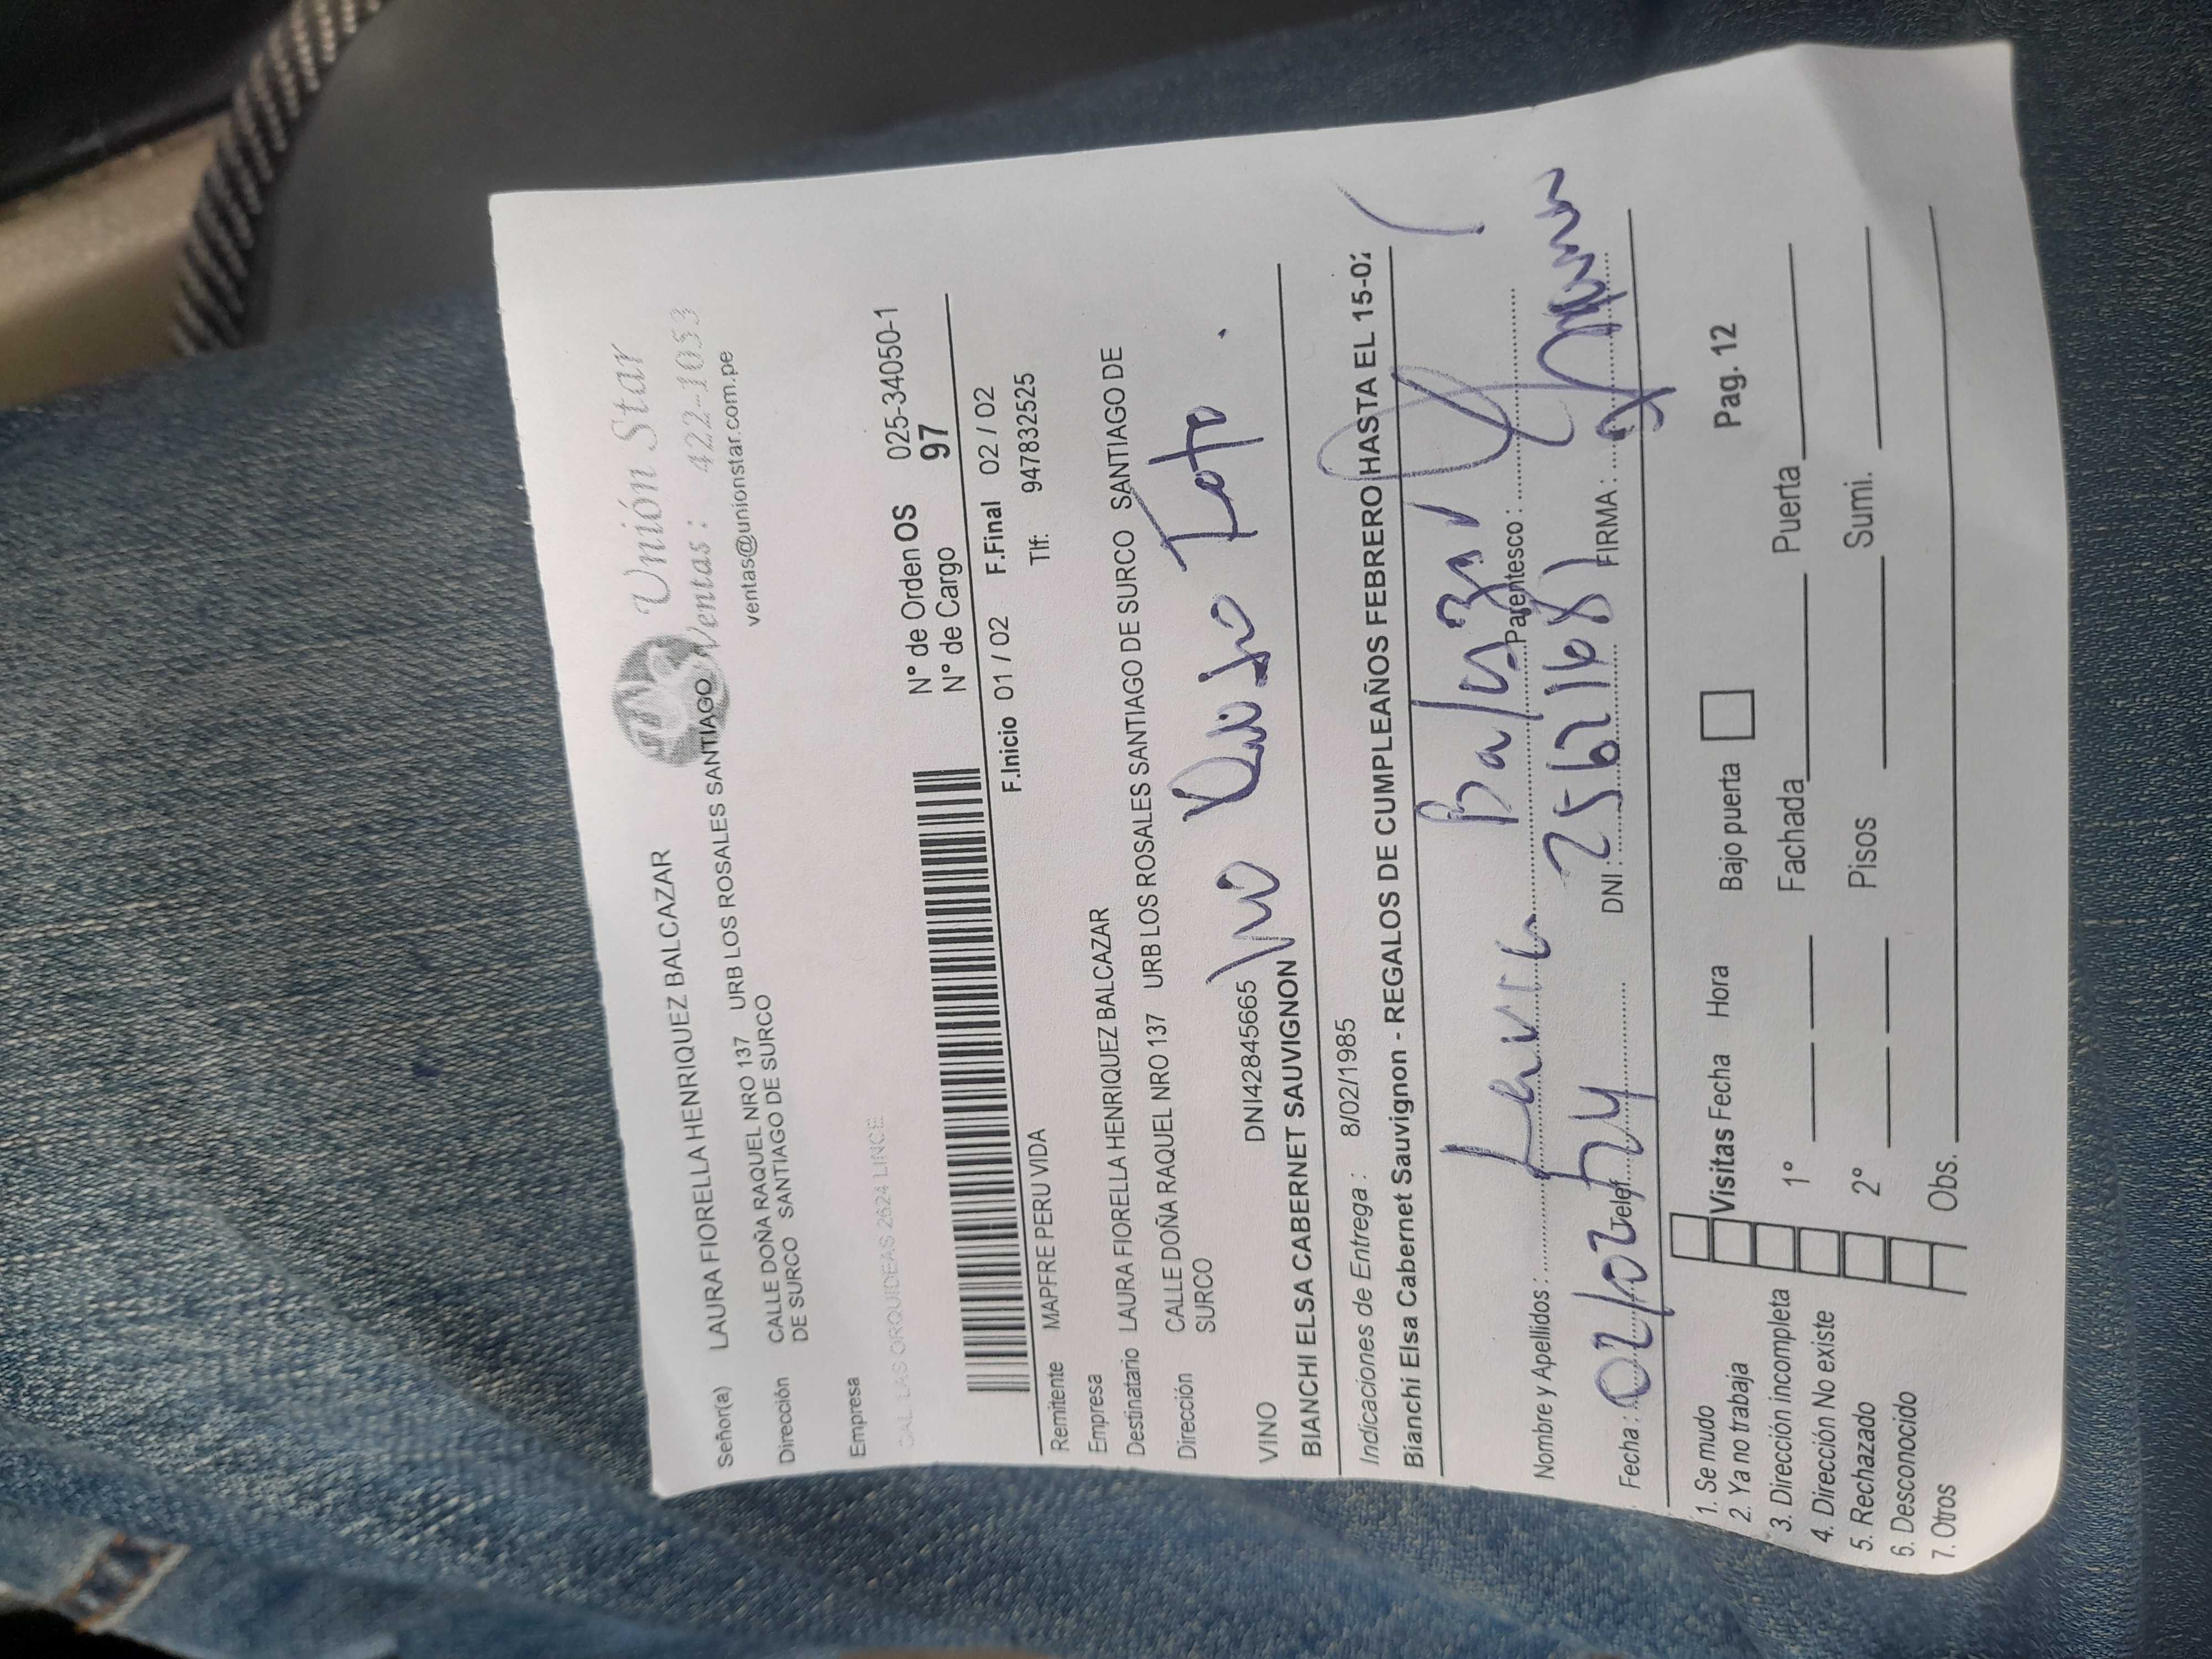 Unión Star
Ventas: 422-1053
ventas@unionstar.com.pe
Señor(a) LAURA FIORELLA HENRIQUEZ BALCAZAR
Dirección CALLE DOÑA RAQUEL NRO 137 URB LOS ROSALES SANTIAGO
DE SURCO SANTIAGO DE SURCO
Empresa
CAL. LAS ORQUIDEAS 2624 LINCE
N° de Orden OS 025-34050-1
N° de Cargo 97
F.Inicio 01 / 02 F.Final 02 / 02
Remitente MAPFRE PERU VIDA Tlf: 947832525
Empresa
Destinatario LAURA FIORELLA HENRIQUEZ BALCAZAR
Dirección CALLE DOÑA RAQUEL NRO 137 URB LOS ROSALES SANTIAGO DE SURCO SANTIAGO DE
SURCO
VINO DNI42845665
BIANCHI ELSA CABERNET SAUVIGNON
Indicaciones de Entrega : 8/02/1985
Bianchi Elsa Cabernet Sauvignon - REGALOS DE CUMPLEAÑOS FEBRERO HASTA EL 15-02
Nombre y Apellidos : Balcazar Parentesco :
Fecha : 02/02/24 Telef. DNI : 25621681 FIRMA :
1. Se mudo
2. Ya no trabaja
3. Dirección incompleta
4. Dirección No existe
5. Rechazado
6. Desconocido
7. Otros
Visitas Fecha Hora Bajo puerta Pag. 12
1° Fachada Puerta
2° Pisos Sumi.
Obs.